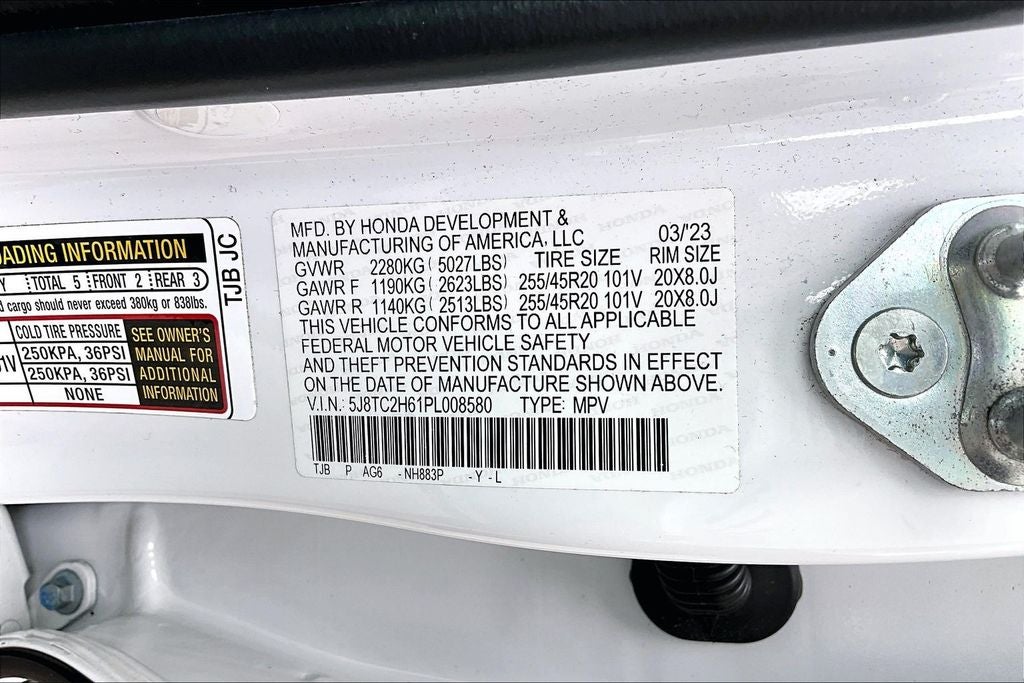 OADING INFORMATION
Y TOTAL 5 FRONT 2 REAR 3
d cargo should never exceed 380kg or 838lbs.
COLD TIRE PRESSURE
1V 250KPA, 36PSI
250KPA, 36PSI
NONE
SEE OWNER'S
MANUAL FOR
ADDITIONAL
INFORMATION
TJB JC
MFD. BY HONDA DEVELOPMENT &
MANUFACTURING OF AMERICA, LLC 03/'23
GVWR 2280KG ( 5027LBS) TIRE SIZE RIM SIZE
GAWR F 1190KG ( 2623LBS) 255/45R20 101V 20X8.0J
GAWR R 1140KG ( 2513LBS) 255/45R20 101V 20X8.0J
THIS VEHICLE CONFORMS TO ALL APPLICABLE
FEDERAL MOTOR VEHICLE SAFETY
AND THEFT PREVENTION STANDARDS IN EFFECT
ON THE DATE OF MANUFACTURE SHOWN ABOVE.
V.I.N.: 5J8TC2H61PL008580 TYPE: MPV
TJB P AG6 - NH883P - Y - L